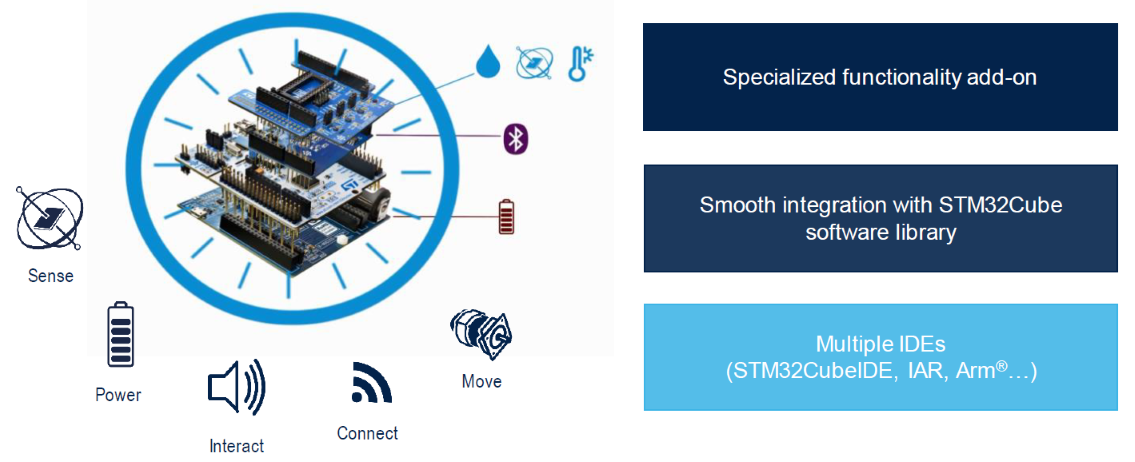 Sense
Power
Interact
Connect
Move
Specialized functionality add-on
Smooth integration with STM32Cube
software library
Multiple IDEs
(STM32CubeIDE, IAR, Arm®…)